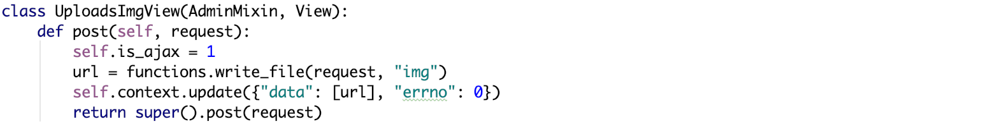 class UploadsImgView(AdminMixin, View):
    def post(self, request):
        self.is_ajax = 1
        url = functions.write_file(request, "img")
        self.context.update({"data": [url], "errno": 0})
        return super().post(request)